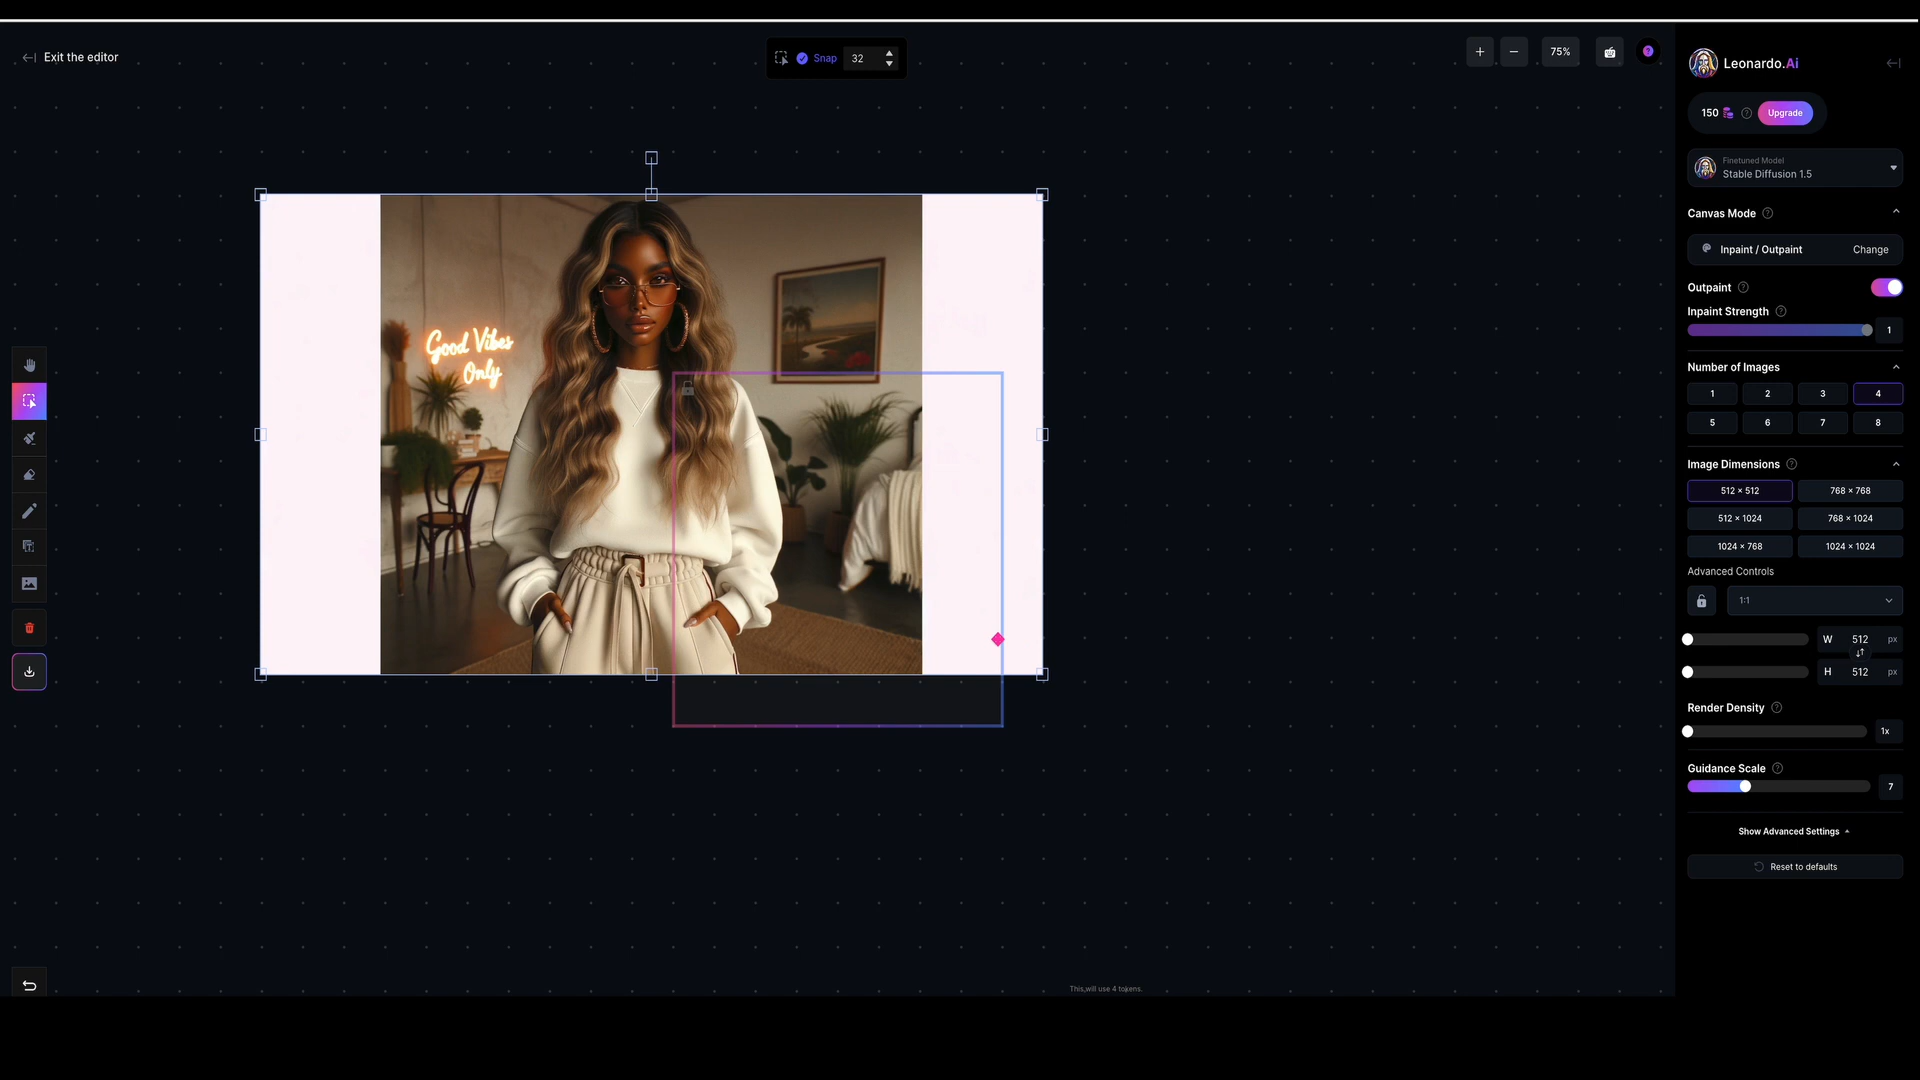 Exit the editor
Snap 32
75%
?
Leonardo.Ai
150 ? Upgrade
Finetuned Model
Stable Diffusion 1.5
Canvas Mode ?
Inpaint / Outpaint Change
Outpaint ?
Inpaint Strength ?
1
Number of Images
1 2 3 4
5 6 7 8
Image Dimensions ?
512 × 512 768 × 768
512 × 1024 768 × 1024
1024 × 768 1024 × 1024
Advanced Controls
1:1
W 512 px
H 512 px
Render Density ?
1x
Guidance Scale ?
7
Show Advanced Settings
Reset to defaults
Good Vibes
Only
This will use 4 tokens.